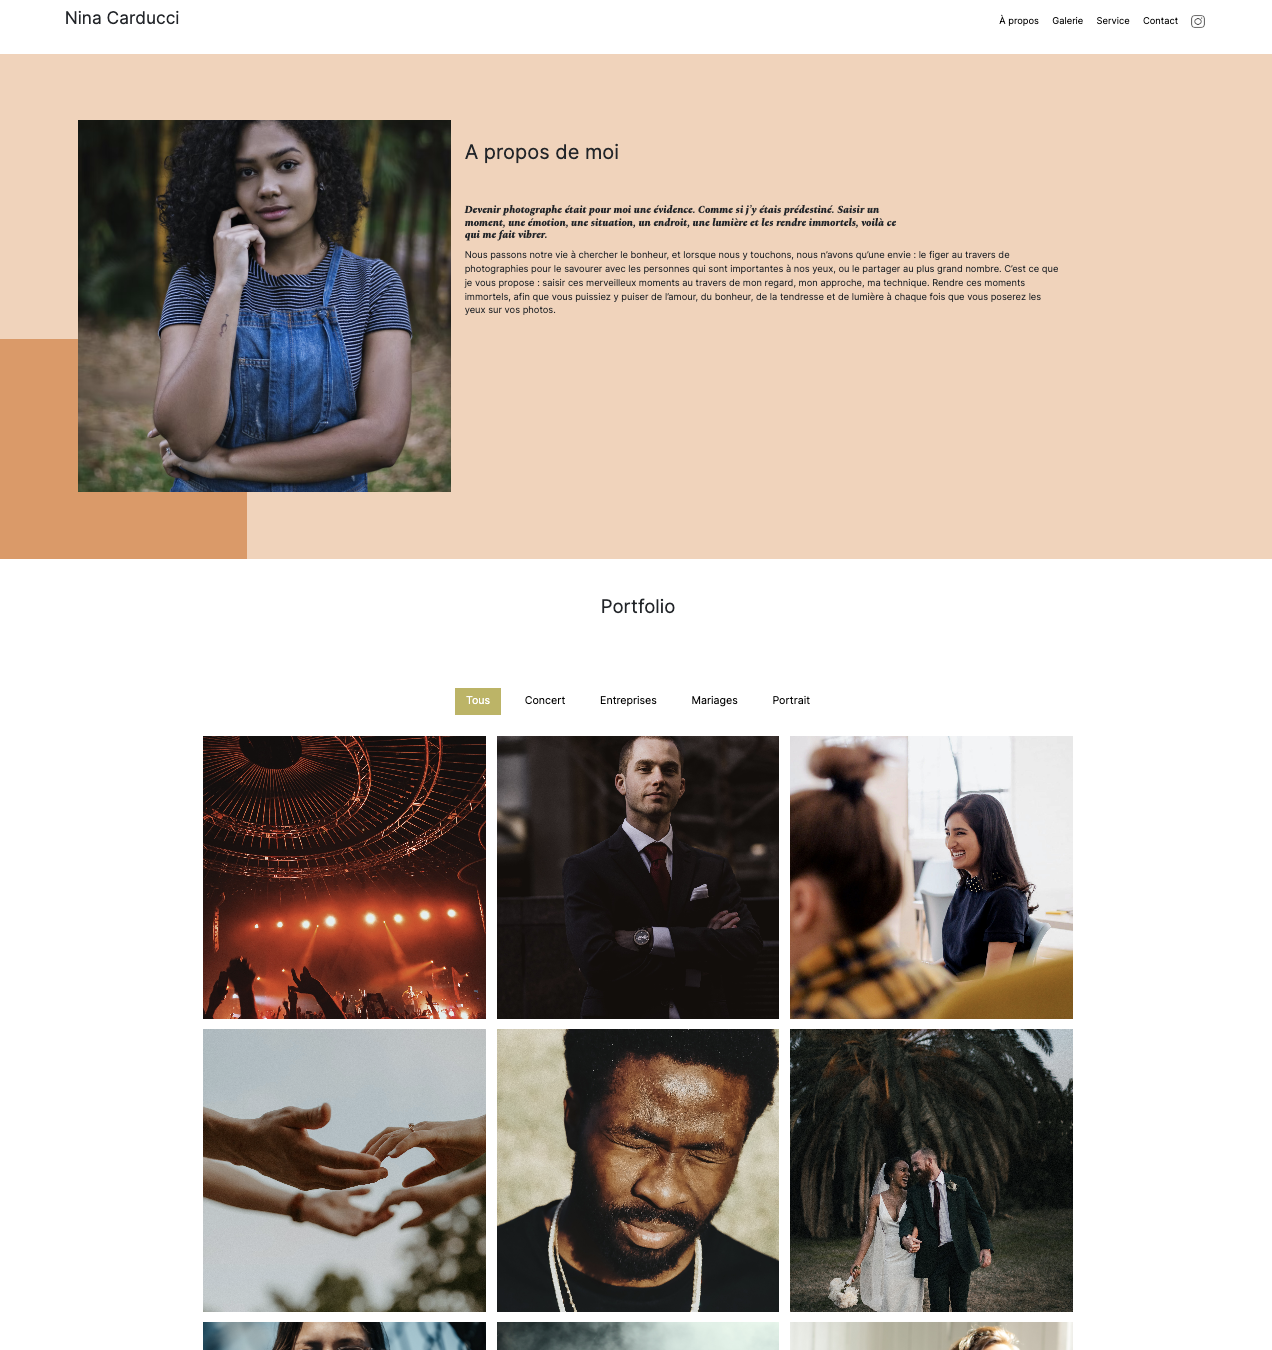 Nina Carducci
À propos Galerie Service Contact
A propos de moi
Devenir photographe était pour moi une évidence. Comme si j'y étais prédestiné. Saisir un
moment, une émotion, une situation, un endroit, une lumière et les rendre immortels, voilà ce
qui me fait vibrer.
Nous passons notre vie à chercher le bonheur, et lorsque nous y touchons, nous n'avons qu'une envie : le figer au travers de
photographies pour le savourer avec les personnes qui sont importantes à nos yeux, ou le partager au plus grand nombre. C'est ce que
je vous propose : saisir ces merveilleux moments au travers de mon regard, mon approche, ma technique. Rendre ces moments
immortels, afin que vous puissiez y puiser de l'amour, du bonheur, de la tendresse et de lumière à chaque fois que vous poserez les
yeux sur vos photos.
Portfolio
Tous Concert Entreprises Mariages Portrait